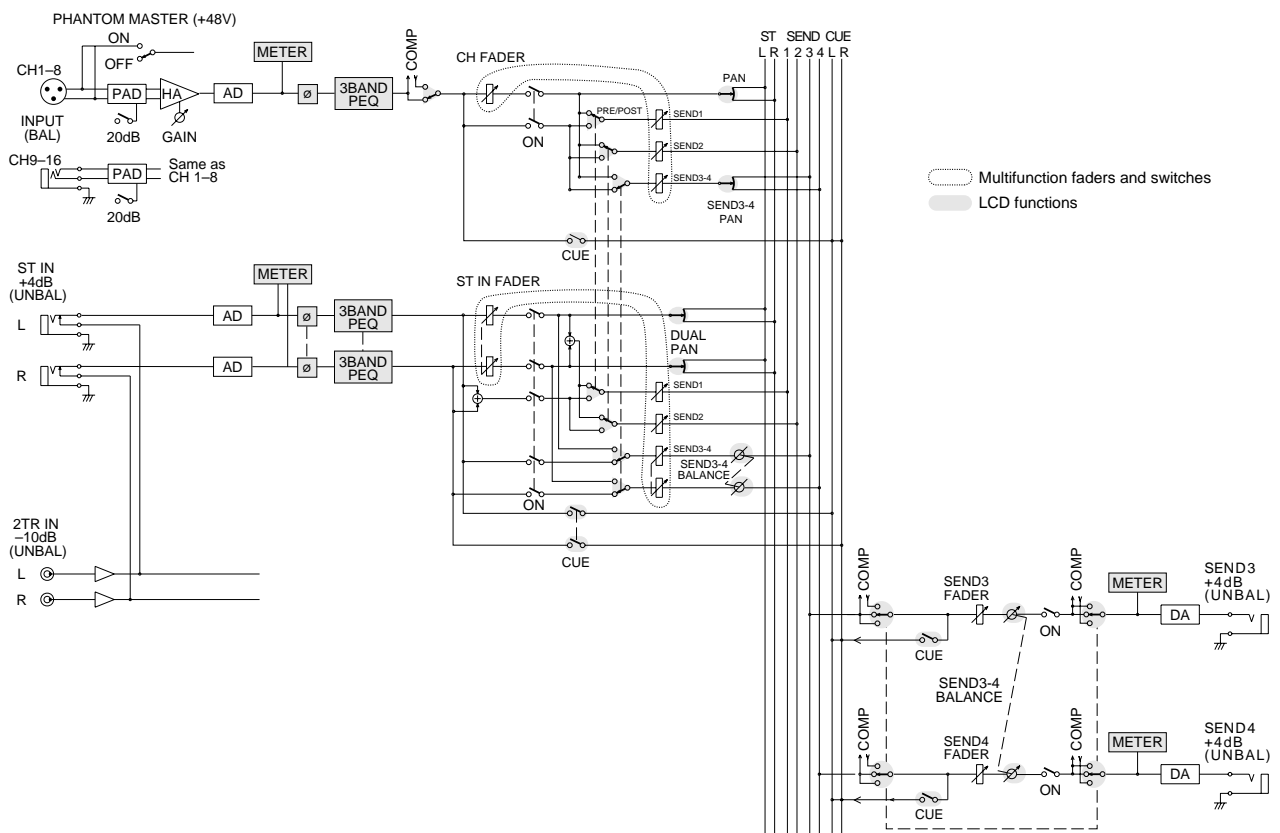 PHANTOM MASTER (+48V)
ON
OFF
CH1–8
INPUT
(BAL)
PAD
20dB
HA
GAIN
AD
METER
ø
3BAND
PEQ
COMP
CH FADER
ON
PRE/POST
SEND1
SEND2
SEND3-4
PAN
SEND3-4
PAN
CUE
ST SEND CUE
L R 1 2 3 4 L R
CH9–16
PAD
20dB
Same as
CH 1–8
Multifunction faders and switches
LCD functions
ST IN
+4dB
(UNBAL)
L
R
AD
AD
METER
ø
ø
3BAND
PEQ
3BAND
PEQ
ST IN FADER
ON
DUAL
PAN
SEND1
SEND2
SEND3-4
SEND3-4
BALANCE
CUE
2TR IN
–10dB
(UNBAL)
L
R
COMP
CUE
SEND3
FADER
ON
COMP
METER
DA
SEND3
+4dB
(UNBAL)
SEND3-4
BALANCE
COMP
CUE
SEND4
FADER
ON
COMP
METER
DA
SEND4
+4dB
(UNBAL)